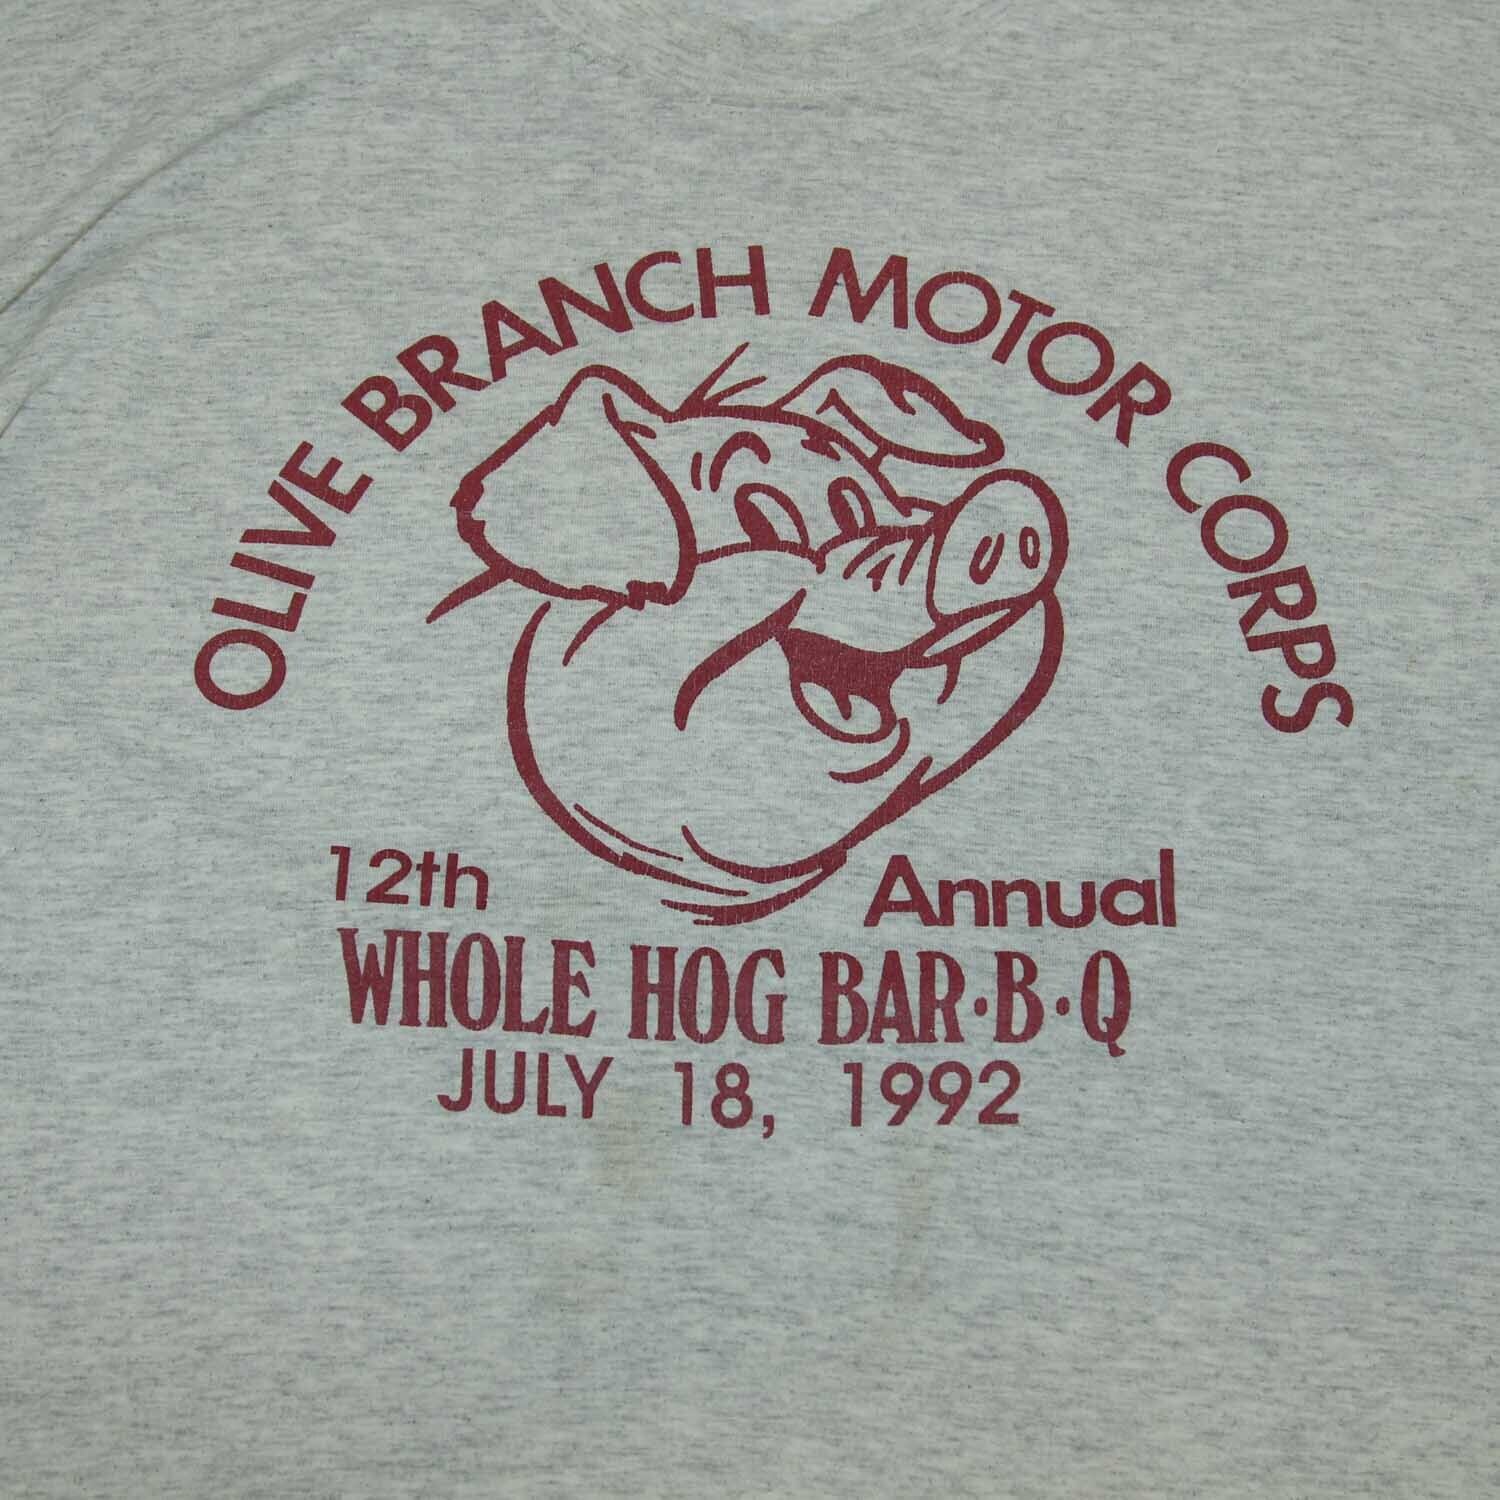 OLIVE BRANCH MOTOR CORPS
12th Annual
WHOLE HOG BAR·B·Q
JULY 18, 1992